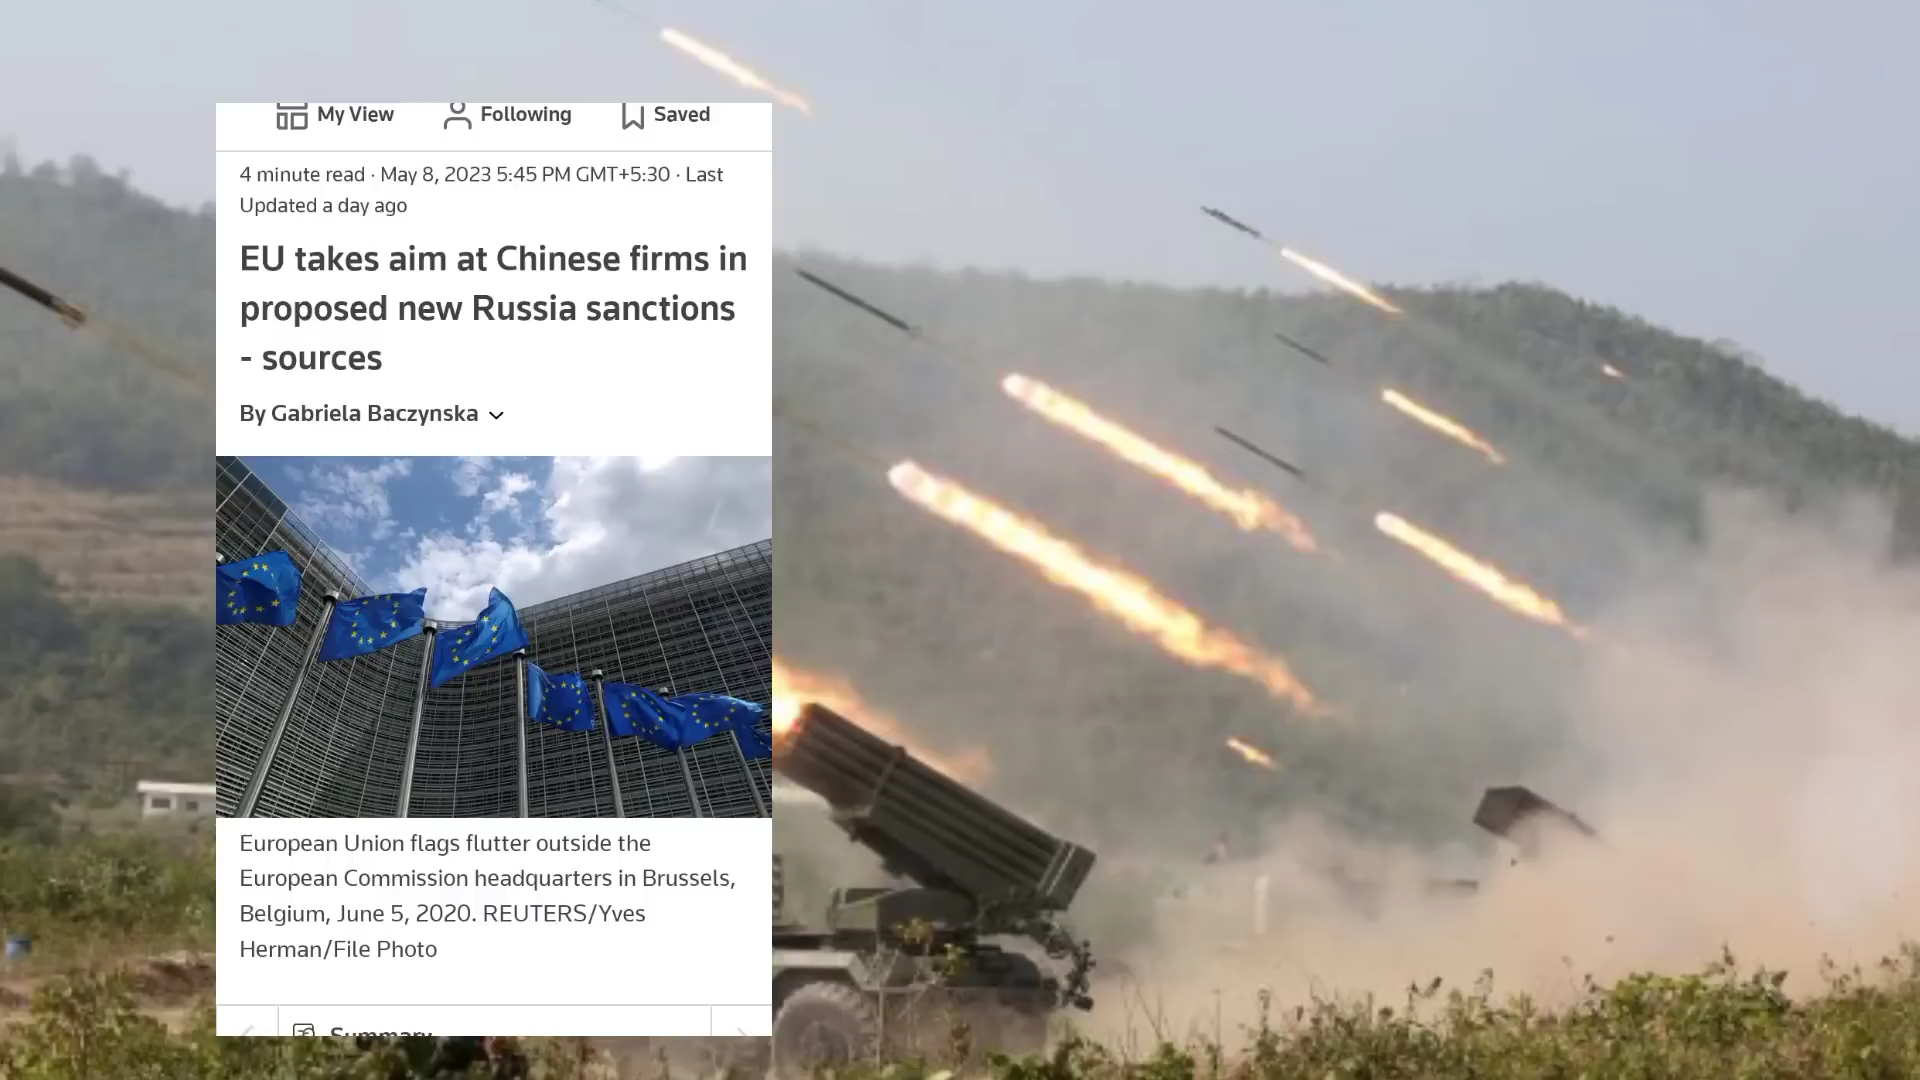 My View Following Saved
4 minute read · May 8, 2023 5:45 PM GMT+5:30 · Last
Updated a day ago
EU takes aim at Chinese firms in
proposed new Russia sanctions
- sources
By Gabriela Baczynska
European Union flags flutter outside the
European Commission headquarters in Brussels,
Belgium, June 5, 2020. REUTERS/Yves
Herman/File Photo
Summary